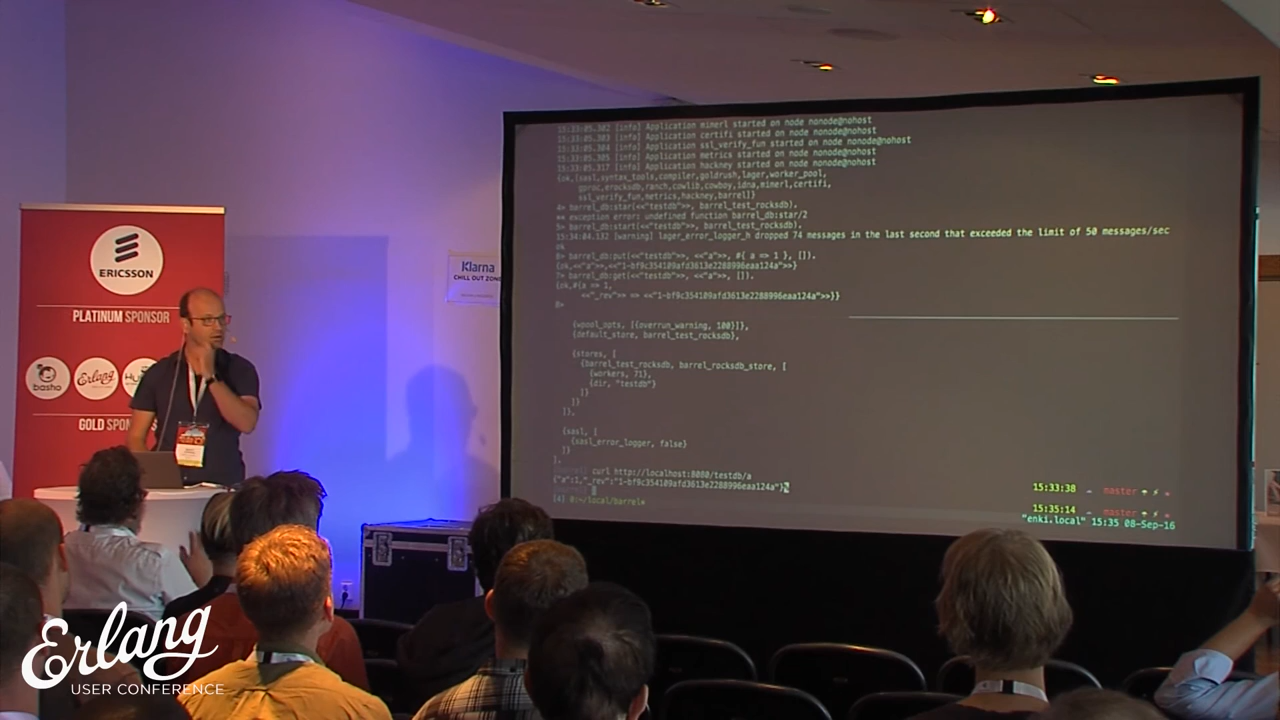 ERICSSON
PLATINUM SPONSOR
basho
Erlang
GOLD
Klarna
CHILL OUT ZONE
15:33:05.302 [info] Application mimerl started on node nonode@nohost
15:33:05.303 [info] Application certifi started on node nonode@nohost
15:33:05.304 [info] Application ssl_verify_fun started on node nonode@nohost
15:33:05.305 [info] Application metrics started on node nonode@nohost
15:33:05.317 [info] Application hackney started on node nonode@nohost
{ok,[sasl,syntax_tools,compiler,goldrush,lager,worker_pool,
gproc,erocksdb,ranch,cowlib,cowboy,idna,mimerl,certifi,
ssl_verify_fun,metrics,hackney,barrel]}
4> barrel_db:star(<<"testdb">>, barrel_test_rocksdb).
** exception error: undefined function barrel_db:star/2
5> barrel_db:start(<<"testdb">>, barrel_test_rocksdb).
15:34:04.132 [warning] lager_error_logger_h dropped 74 messages in the last second that exceeded the limit of 50 messages/sec
ok
6> barrel_db:put(<<"testdb">>, <<"a">>, #{ a => 1 }, []).
{ok,<<"a">>,<<"1-bf9c354109afd3613e2288996eaa124a">>}
7> barrel_db:get(<<"testdb">>, <<"a">>, []).
{ok,#{a => 1,
<<"_rev">> => <<"1-bf9c354109afd3613e2288996eaa124a">>}}
8>
{wpool_opts, [{overrun_warning, 100}]},
{default_store, barrel_test_rocksdb},
{stores, [
{barrel_test_rocksdb, barrel_rocksdb_store, [
{workers, 71},
{dir, "testdb"}
]}
]}
]},
{sasl, [
{sasl_error_logger, false}
]}
].
curl http://localhost:8080/testdb/a
{"a":1,"_rev":"1-bf9c354109afd3613e2288996eaa124a"}%
15:33:38 master
15:35:14 master
[4] 0:~/local/barrel*
"enki.local" 15:35 08-Sep-16
Erlang
USER CONFERENCE